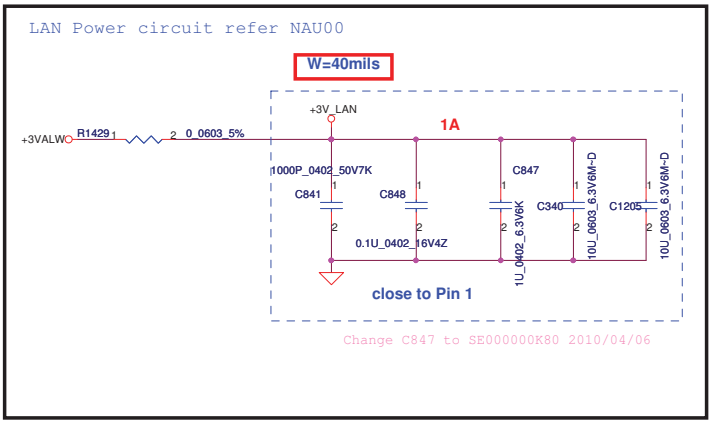 LAN Power circuit refer NAU00
W=40mils
+3V_LAN
1A
+3VALW
R1429
1
2
0_0603_5%
1000P_0402_50V7K
C841
1
2
C848
1
2
0.1U_0402_16V4Z
C847
1
2
1U_0402_6.3V6K
C340
1
2
10U_0603_6.3V6M~D
C1205
1
2
10U_0603_6.3V6M~D
close to Pin 1
Change C847 to SE000000K80 2010/04/06